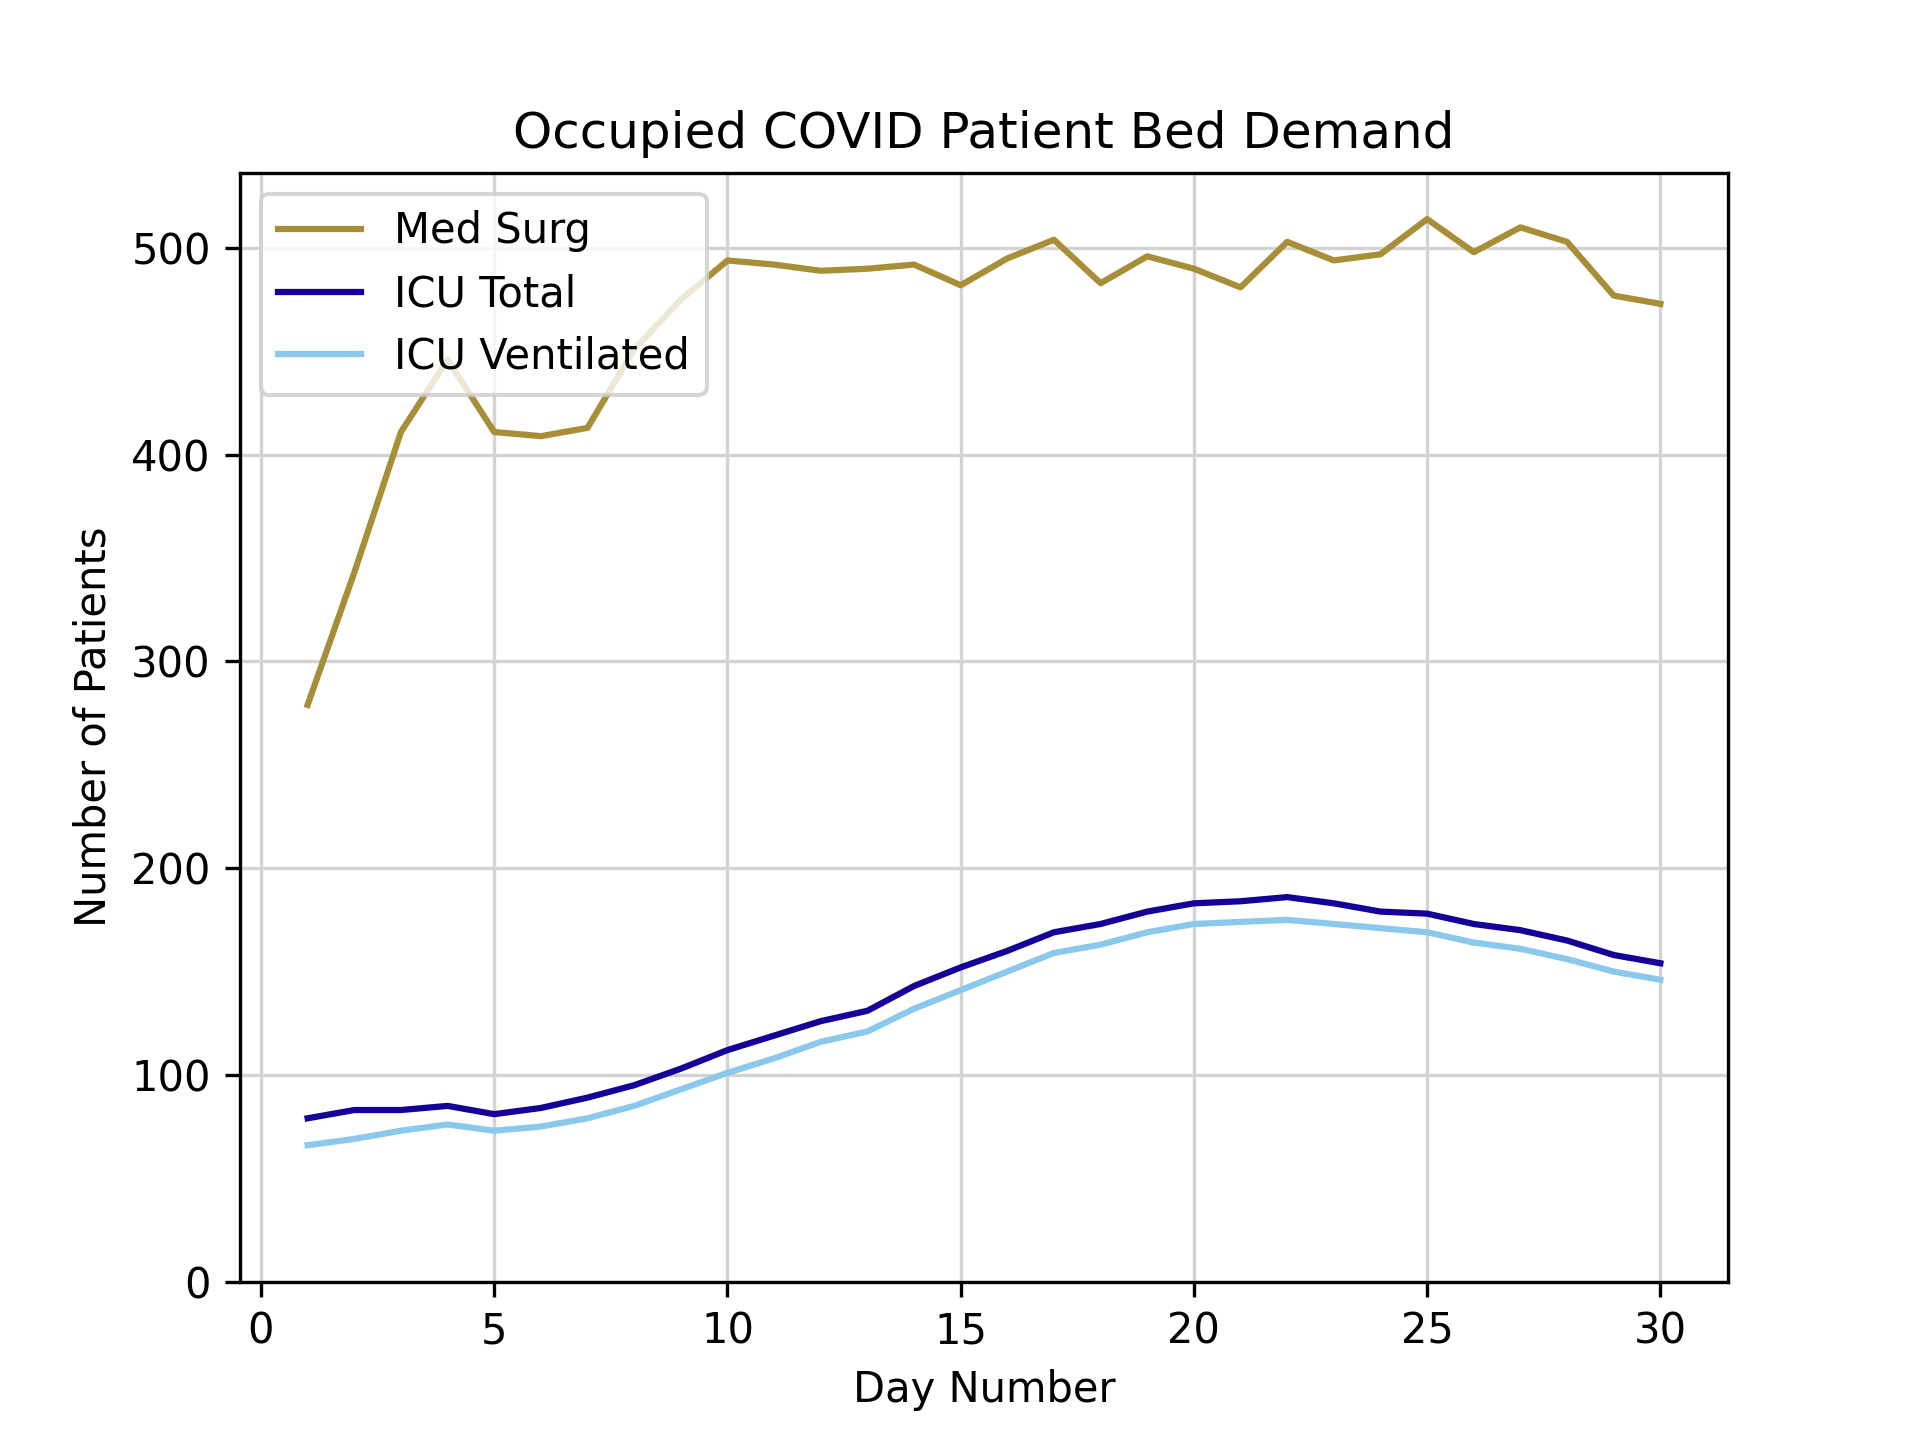 Occupied COVID Patient Bed Demand
Med Surg
ICU Total
ICU Ventilated
500
400
300
200
100
0
Number of Patients
0 5 10 15 20 25 30
Day Number